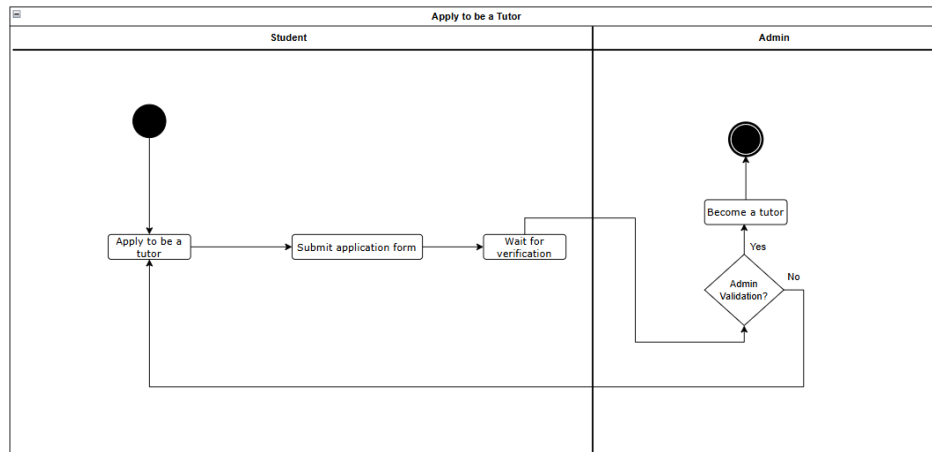 Apply to be a Tutor
Student
Admin
Apply to be a
tutor
Submit application form
Wait for
verification
Become a tutor
Yes
Admin
Validation?
No